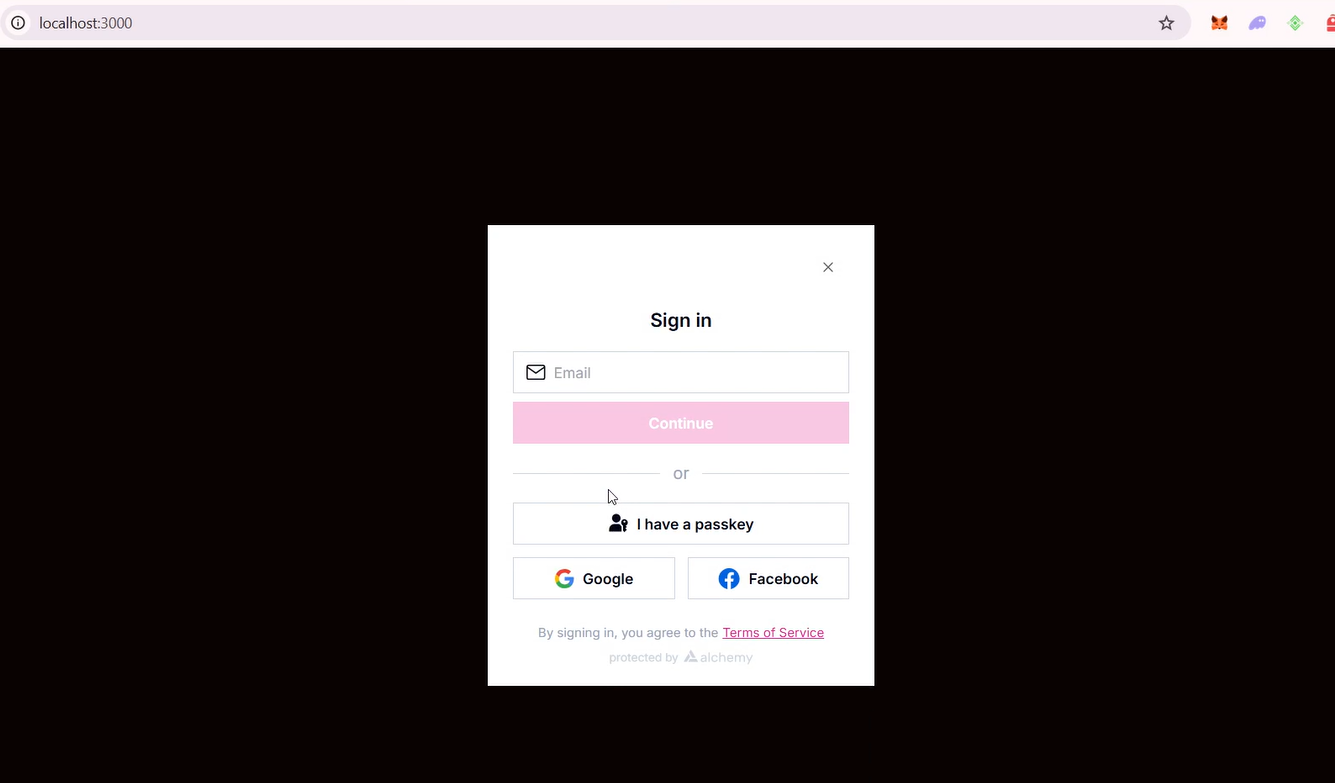 localhost:3000
Sign in
Email
Continue
or
I have a passkey
Google
Facebook
By signing in, you agree to the Terms of Service
protected by alchemy